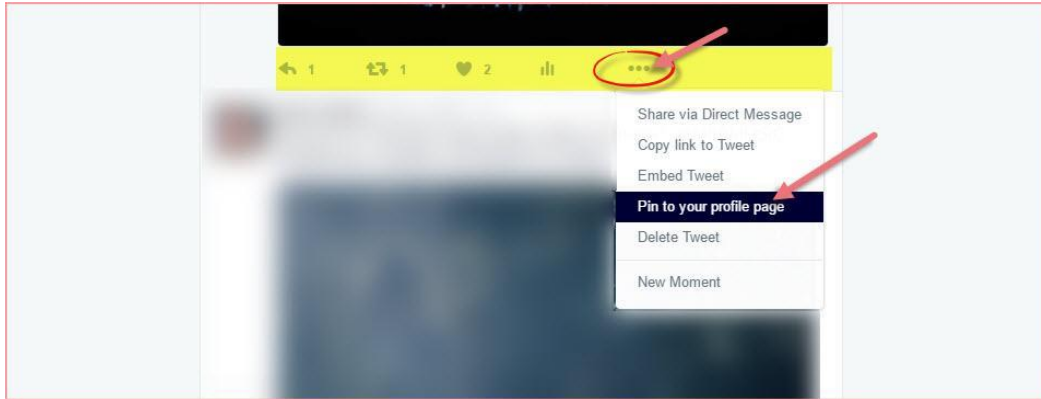 1 1 2
Share via Direct Message
Copy link to Tweet
Embed Tweet
Pin to your profile page
Delete Tweet
New Moment